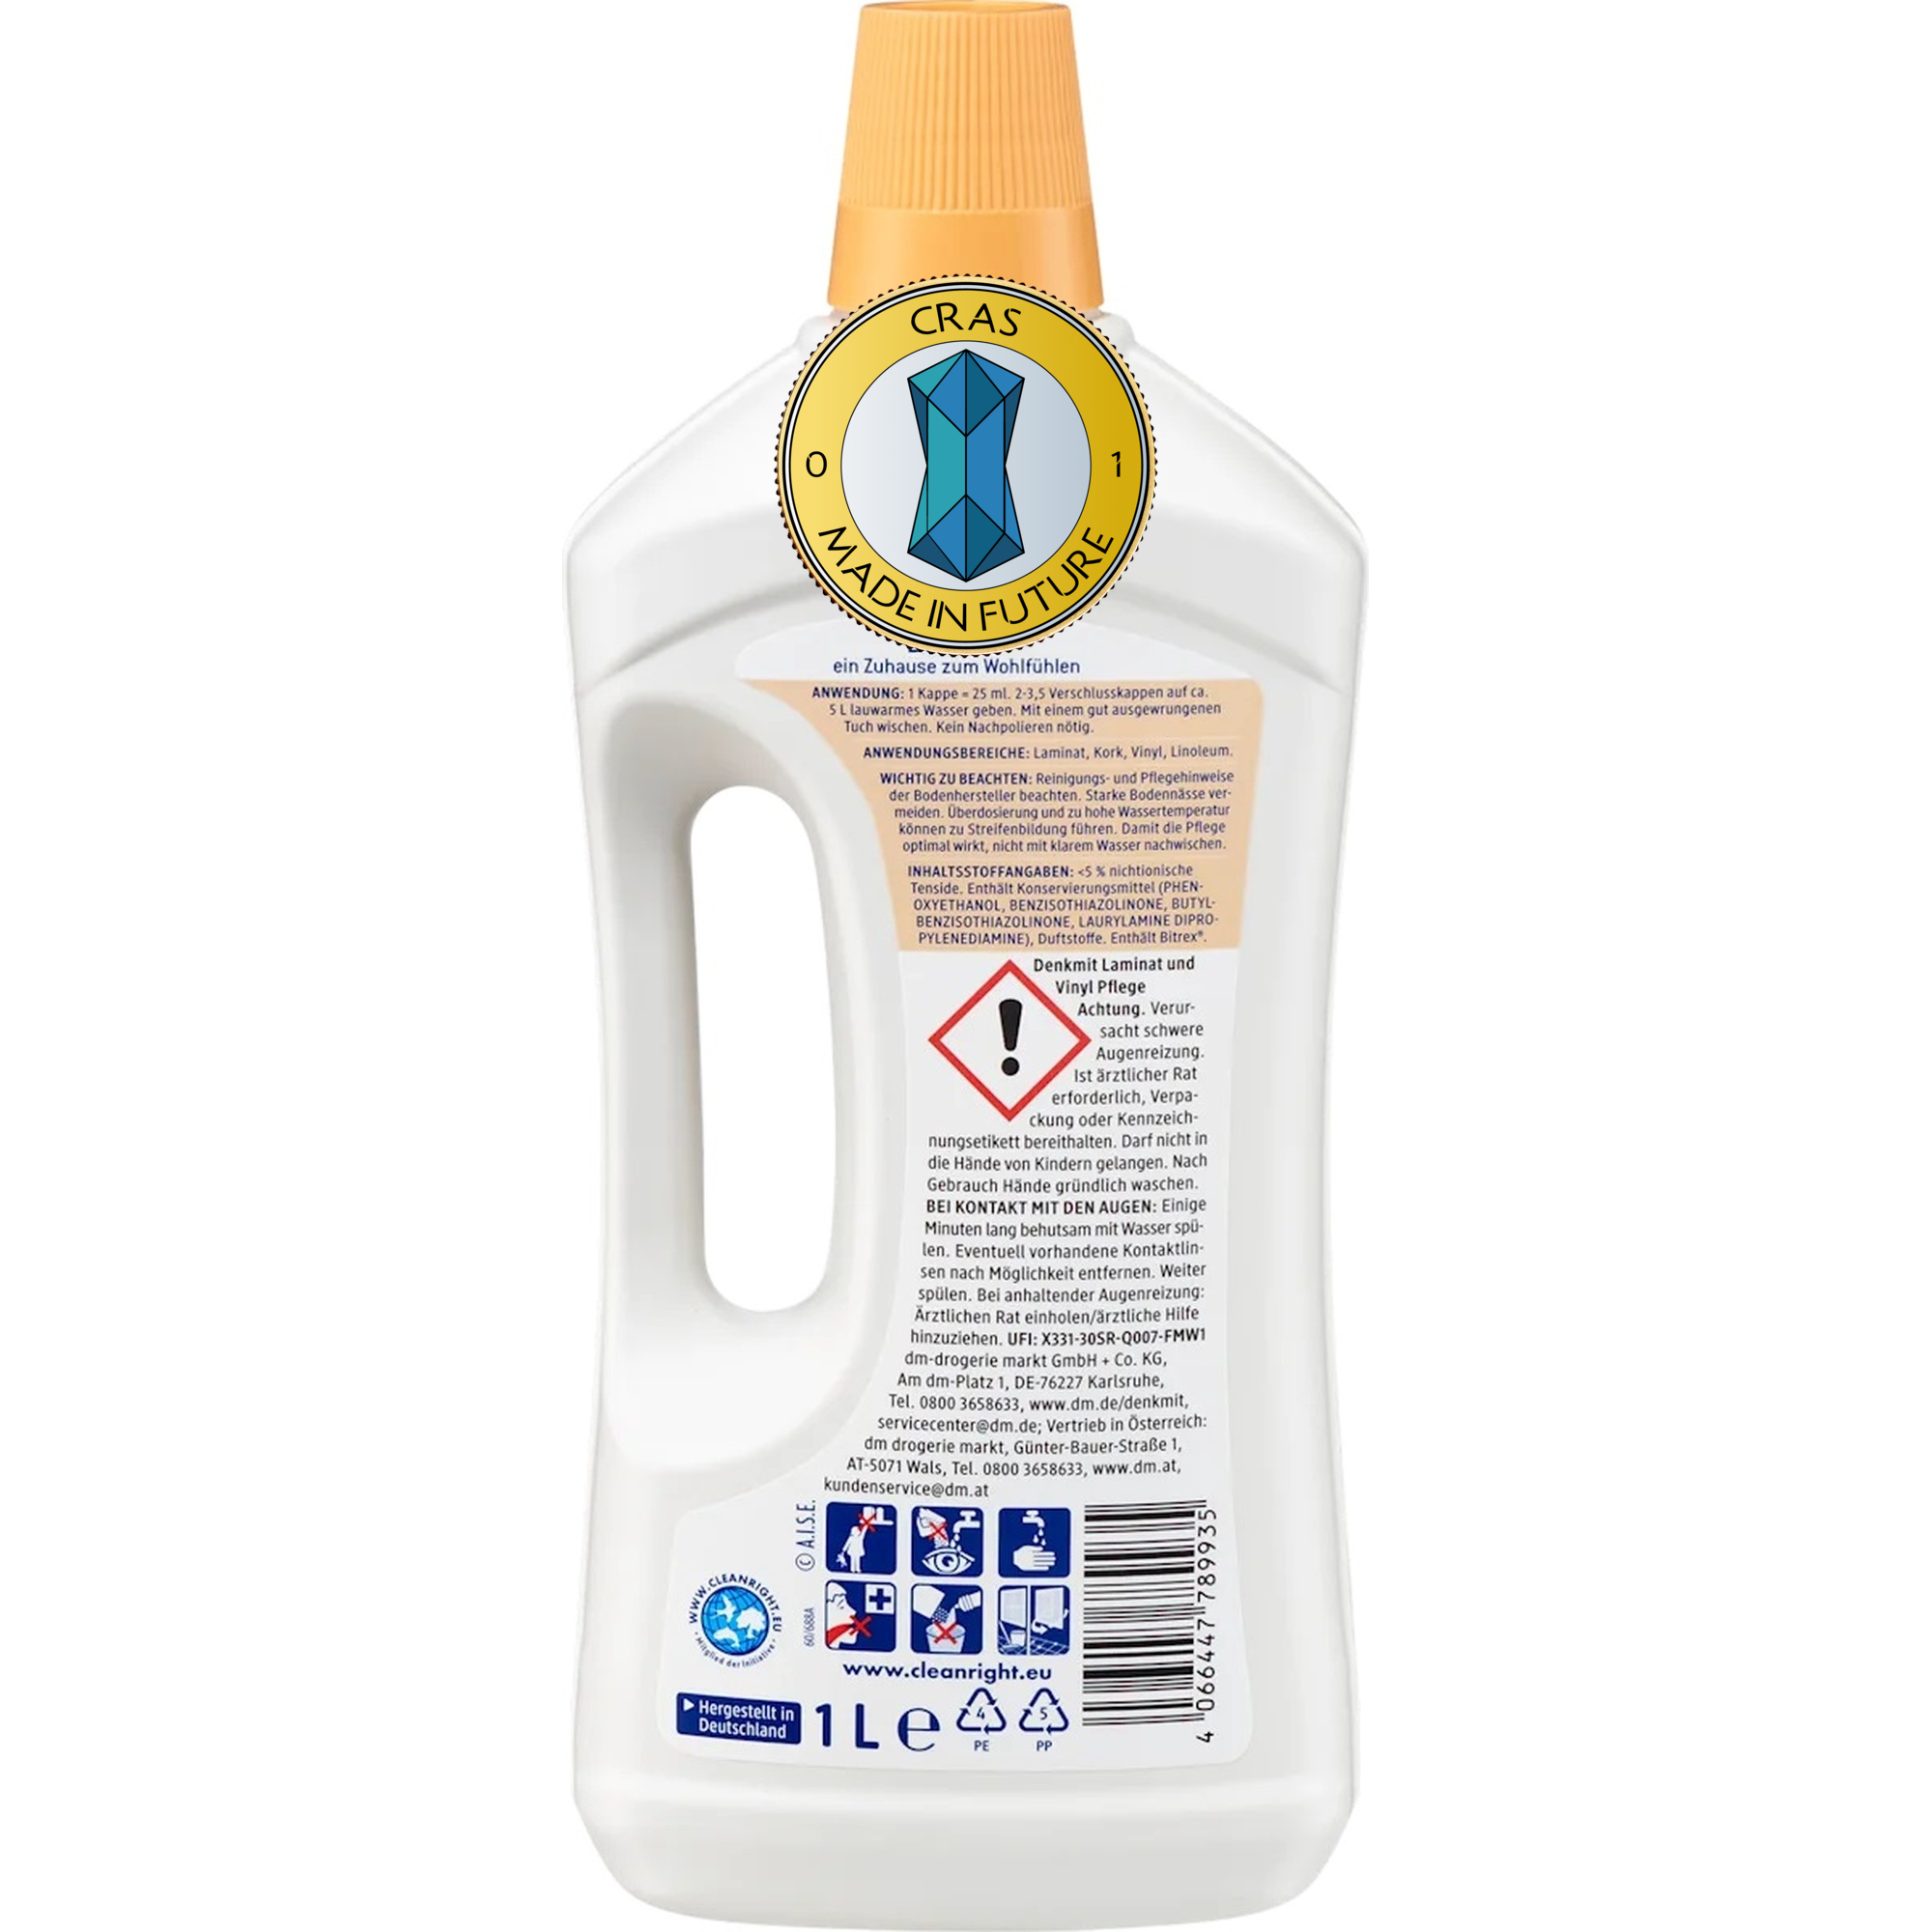 CRAS
0 1
MADE IN FUTURE
ein Zuhause zum Wohlfühlen
ANWENDUNG: 1 Kappe = 25 ml. 2-3,5 Verschlusskappen auf ca.
5 L lauwarmes Wasser geben. Mit einem gut ausgewrungenen
Tuch wischen. Kein Nachpolieren nötig.
ANWENDUNGSBEREICHE: Laminat, Kork, Vinyl, Linoleum.
WICHTIG ZU BEACHTEN: Reinigungs- und Pflegehinweise
der Bodenhersteller beachten. Starke Bodennässe ver-
meiden. Überdosierung und zu hohe Wassertemperatur
können zu Streifenbildung führen. Damit die Pflege
optimal wirkt, nicht mit klarem Wasser nachwischen.
INHALTSSTOFFANGABEN: <5 % nichtionische
Tenside. Enthält Konservierungsmittel (PHEN-
OXYETHANOL, BENZISOTHIAZOLINONE, BUTYL-
BENZISOTHIAZOLINONE, LAURYLAMINE DIPRO-
PYLENEDIAMINE), Duftstoffe. Enthält Bitrex®.
Denkmit Laminat und
Vinyl Pflege
Achtung. Verur-
sacht schwere
Augenreizung.
Ist ärztlicher Rat
erforderlich, Verpa-
ckung oder Kennzeich-
nungsetikett bereithalten. Darf nicht in
die Hände von Kindern gelangen. Nach
Gebrauch Hände gründlich waschen.
BEI KONTAKT MIT DEN AUGEN: Einige
Minuten lang behutsam mit Wasser spü-
len. Eventuell vorhandene Kontaktlin-
sen nach Möglichkeit entfernen. Weiter
spülen. Bei anhaltender Augenreizung:
Ärztlichen Rat einholen/ärztliche Hilfe
hinzuziehen. UFI: X331-30SR-Q007-FMW1
dm-drogerie markt GmbH + Co. KG,
Am dm-Platz 1, DE-76227 Karlsruhe,
Tel. 0800 3658633, www.dm.de/denkmit,
servicecenter@dm.de; Vertrieb in Österreich:
dm drogerie markt, Günter-Bauer-Straße 1,
AT-5071 Wals, Tel. 0800 3658633, www.dm.at,
kundenservice@dm.at
© A.I.S.E.
60/688A
WWW.CLEANRIGHT.EU
• Mitglied der Initiative •
www.cleanright.eu
4 066447 789935
Hergestellt in
Deutschland
1 L e
4
PE
5
PP